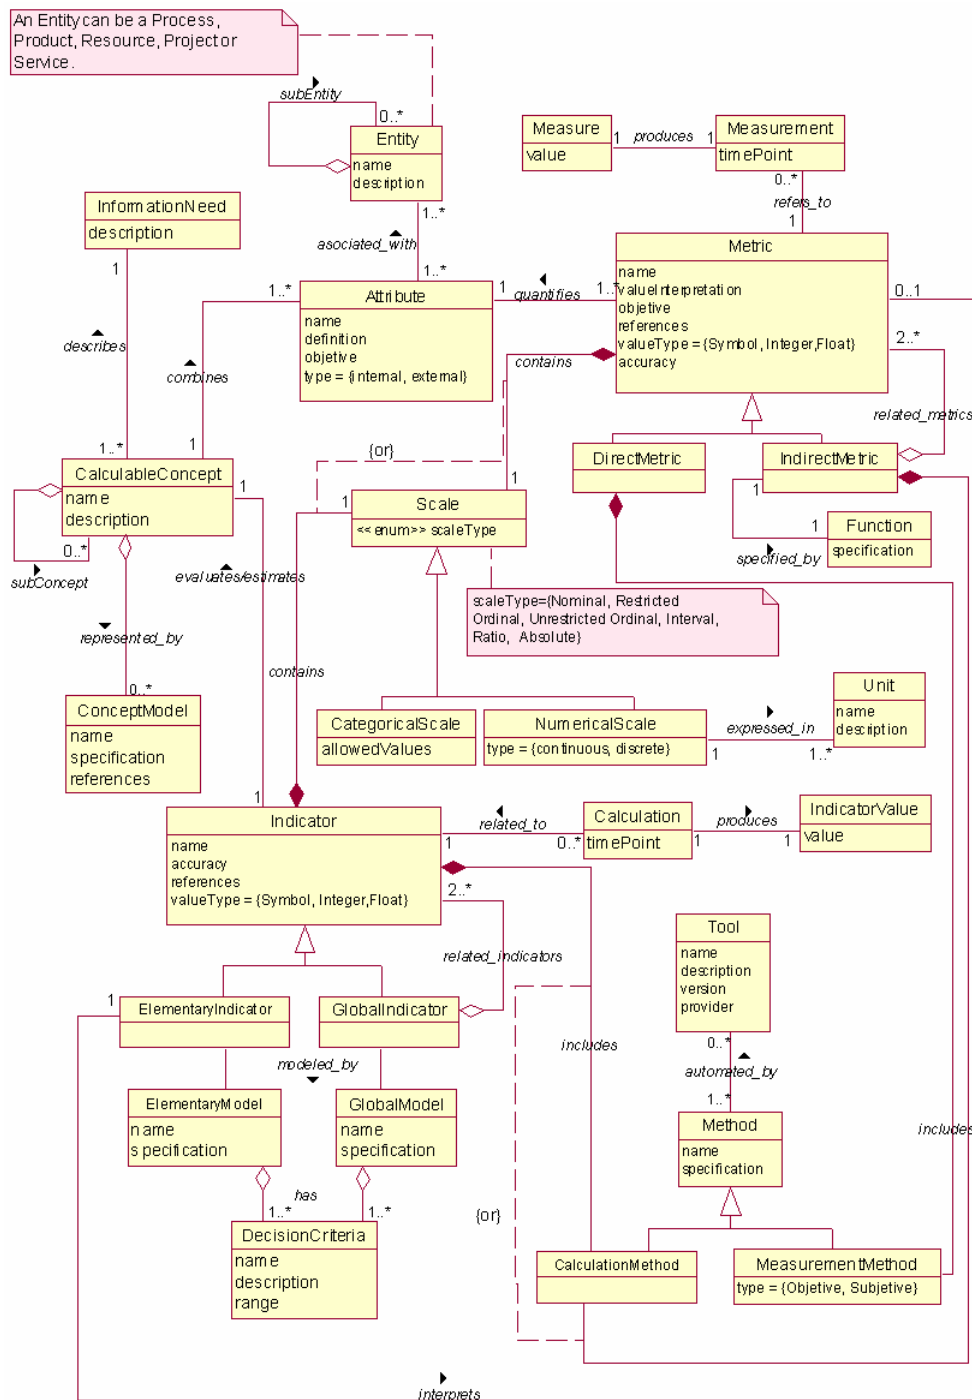 An Entity can be a Process,
Product, Resource, Project or
Service.
subEntity
0..*
Entity
name
description
1..*
asociated_with
1..*
Measure
value
1
produces
1
Measurement
timePoint
0..*
refers_to
1
InformationNeed
description
1
describes
1..*
1..*
Attribute
name
definition
objetive
type = {internal, external}
combines
1
1
quantifies
1..*
Metric
name
valueInterpretation
objetive
references
valueType = {Symbol, Integer,Float}
accuracy
0..1
2..*
related_metrics
contains
{or}
1
1
DirectMetric
IndirectMetric
1
specified_by
1
Function
specification
CalculableConcept
name
description
1
0..*
subConcept
evaluates/estimates
Scale
<<enum>> scaleType
scaleType={Nominal, Restricted
Ordinal, Unrestricted Ordinal, Interval,
Ratio, Absolute}
represented_by
0..*
contains
ConceptModel
name
specification
references
CategoricalScale
allowedValues
NumericalScale
type = {continuous, discrete}
1
expressed_in
1..*
Unit
name
description
1
Indicator
name
accuracy
references
valueType = {Symbol, Integer,Float}
1
related_to
0..*
Calculation
timePoint
1
produces
1
IndicatorValue
value
2..*
related_indicators
1
ElementaryIndicator
GlobalIndicator
modeled_by
includes
Tool
name
description
version
provider
0..*
automated_by
1..*
ElementaryModel
name
specification
GlobalModel
name
specification
Method
name
specification
includes
has
1..*
1..*
{or}
DecisionCriteria
name
description
range
CalculationMethod
MeasurementMethod
type = {Objetive, Subjetive}
interprets